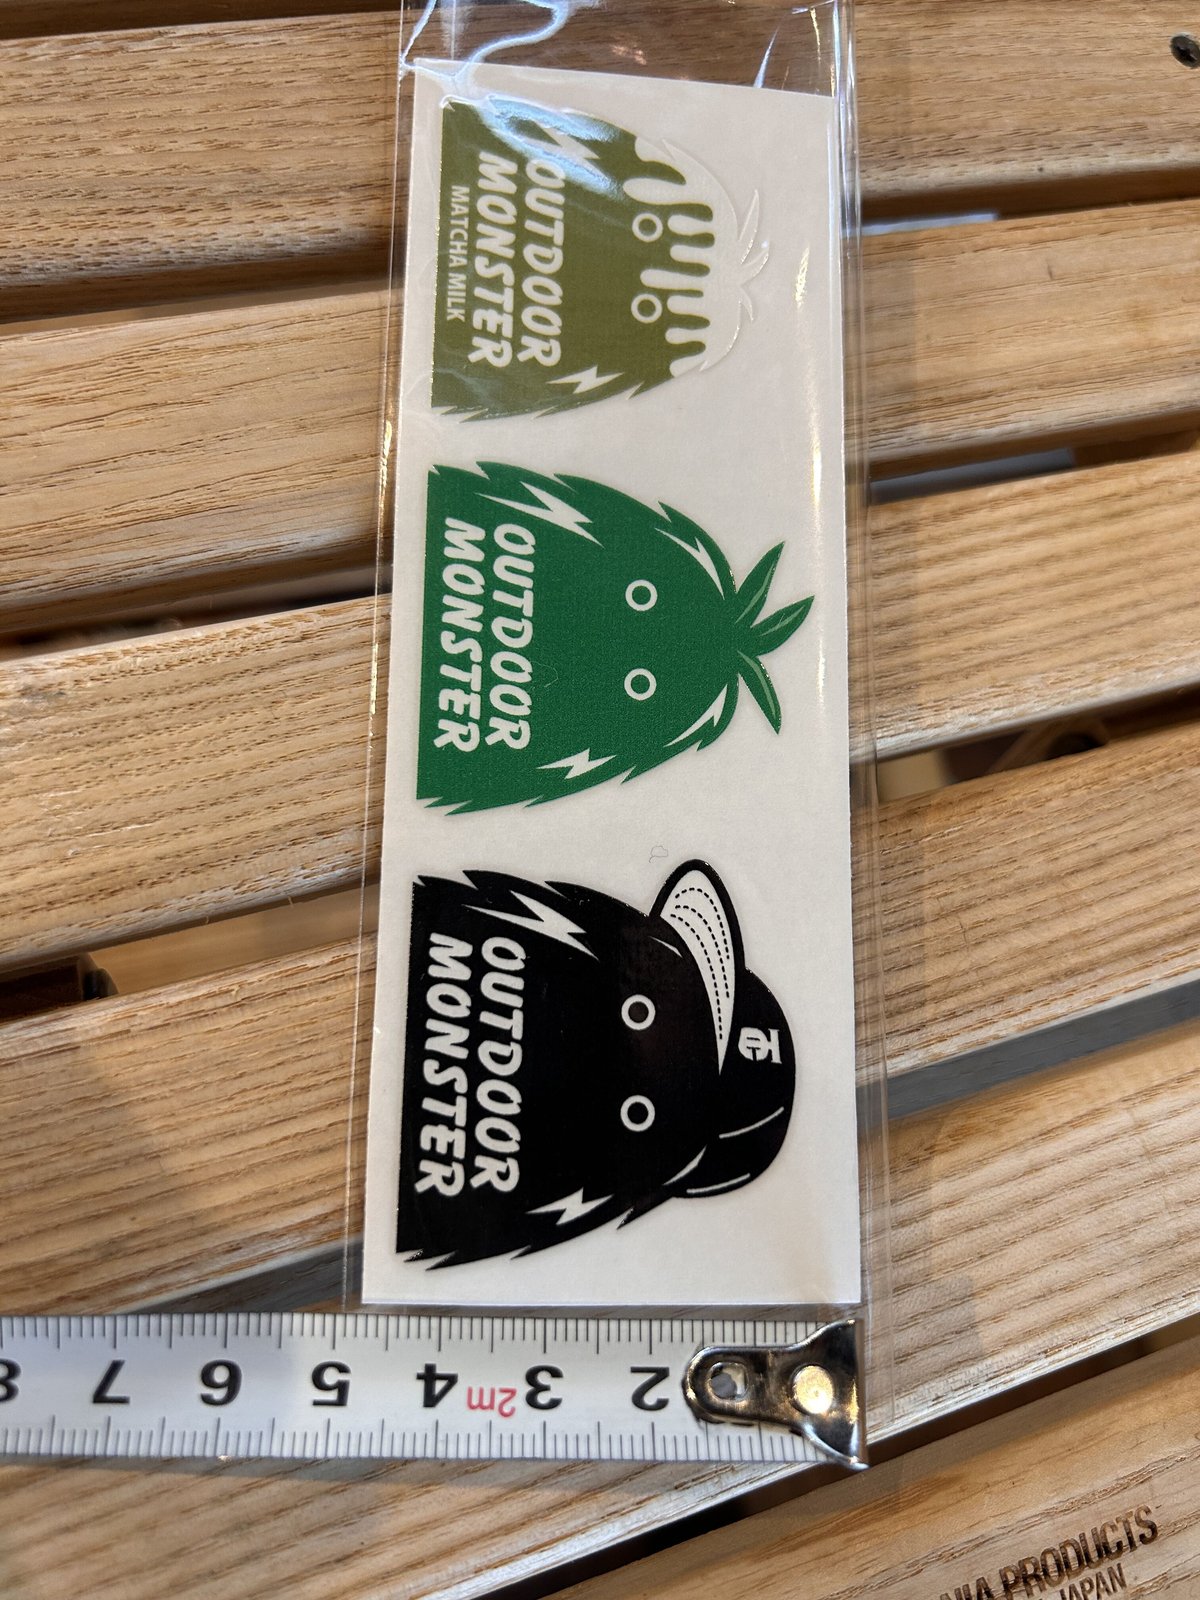 OUTDOOR
MONSTER
MATCHA MILK
OUTDOOR
MONSTER
OUTDOOR
MONSTER
2 3 2m 4 5 6 7 8
PRODUCTS
JAPAN